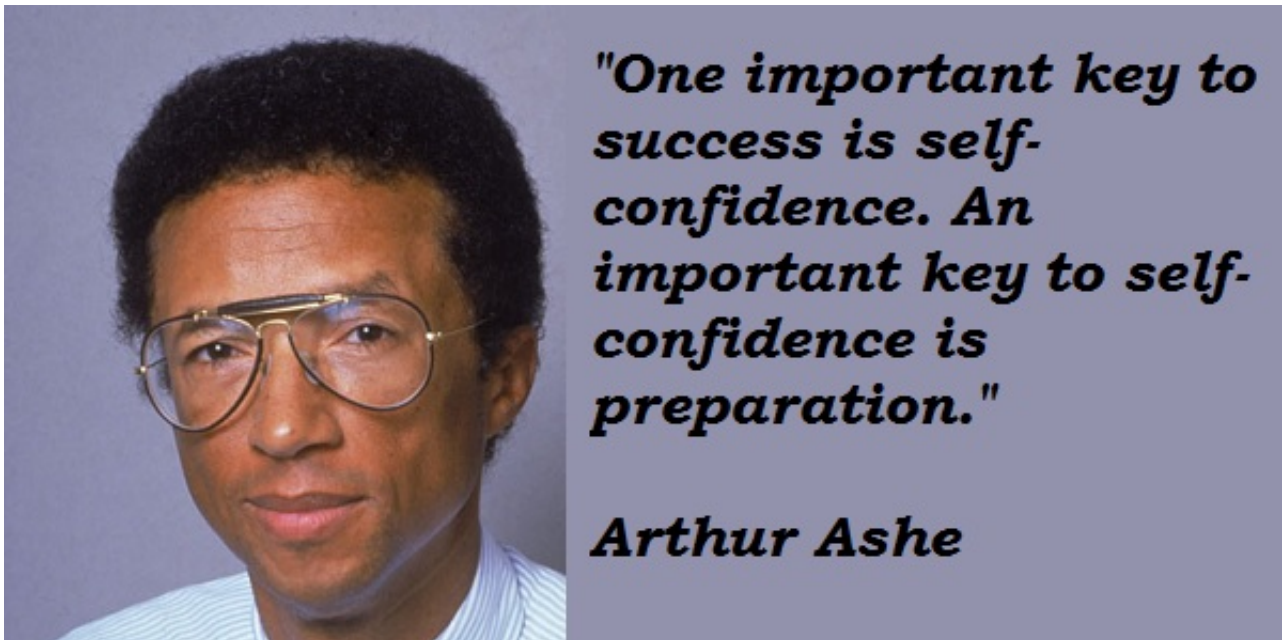 "One important key to
success is self-
confidence. An
important key to self-
confidence is
preparation."
Arthur Ashe